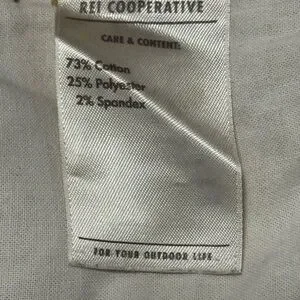 REI COOPERATIVE
CARE & CONTENT:
73% Cotton
25% Polyester
2% Spandex
FOR YOUR OUTDOOR LIFE...